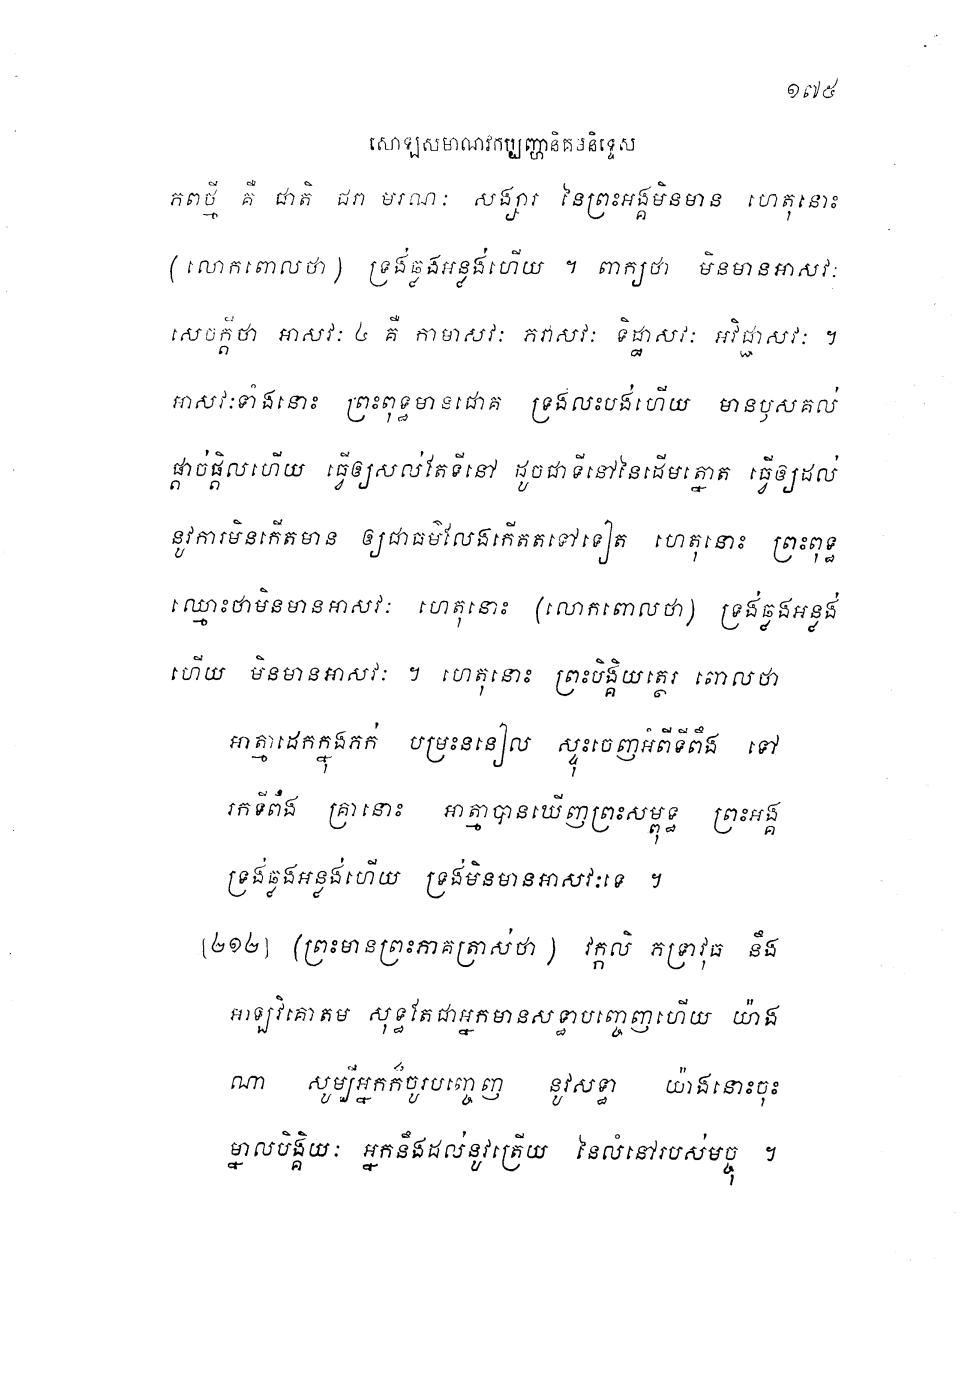 ១៧៥
សោឡសមាណវកប្បញ្ហានិគមនិទ្ទេស
ភពថ្មី គឺ ជាតិ ជរា មរណៈ សង្សារ នៃព្រះអង្គមិនមាន ហេតុនោះ
(លោកពោលថា) ទ្រង់ឆ្លងអន្លង់ហើយ ។ ពាក្យថា មិនមានអាសវៈ
សេចក្តីថា អាសវៈ ៤ គឺ កាមាសវៈ ភវាសវៈ ទិដ្ឋាសវៈ អវិជ្ជាសវៈ ។
អាសវៈទាំងនោះ ព្រះពុទ្ធមានជោគ ទ្រង់លះបង់ហើយ មានឫសគល់
ផ្តាច់ផ្តិលហើយ ធ្វើឲ្យសល់តែទីនៅ ដូចជាទីនៅនៃដើមត្នោត ធ្វើឲ្យដល់
នូវការមិនកើតមាន ឲ្យជាធម៌លែងកើតតទៅទៀត ហេតុនោះ ព្រះពុទ្ធ
ឈ្មោះថាមិនមានអាសវៈ ហេតុនោះ (លោកពោលថា) ទ្រង់ឆ្លងអន្លង់
ហើយ មិនមានអាសវៈ ។ ហេតុនោះ ព្រះបិង្គិយត្ថេរ ពោលថា
អាត្មាដេកក្នុងភក់ បម្រះននៀល ស្ទុះចេញអំពីទីពឹង ទៅ
រកទីពឹង គ្រានោះ អាត្មាបានឃើញព្រះសម្ពុទ្ធ ព្រះអង្គ
ទ្រង់ឆ្លងអន្លង់ហើយ ទ្រង់មិនមានអាសវៈទេ ។
[២១២] (ព្រះមានព្រះភាគត្រាស់ថា) វក្កលិ ភទ្រាវុធ នឹង
អាឡវិគោតម សុទ្ធតែជាអ្នកមានសទ្ធាបញ្ចេញហើយ យ៉ាង
ណា សូម្បីអ្នកក៏ចូរបញ្ចេញ នូវសទ្ធា យ៉ាងនោះចុះ
ម្នាលបិង្គិយៈ អ្នកនឹងដល់នូវត្រើយ នៃលំនៅរបស់មច្ចុ ។